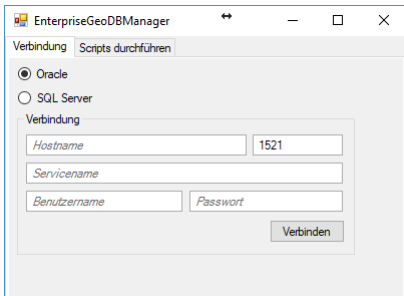 EnterpriseGeoDBManager
Verbindung Scripts durchführen
Oracle
SQL Server
Verbindung
Hostname 1521
Servicename
Benutzername Passwort
Verbinden